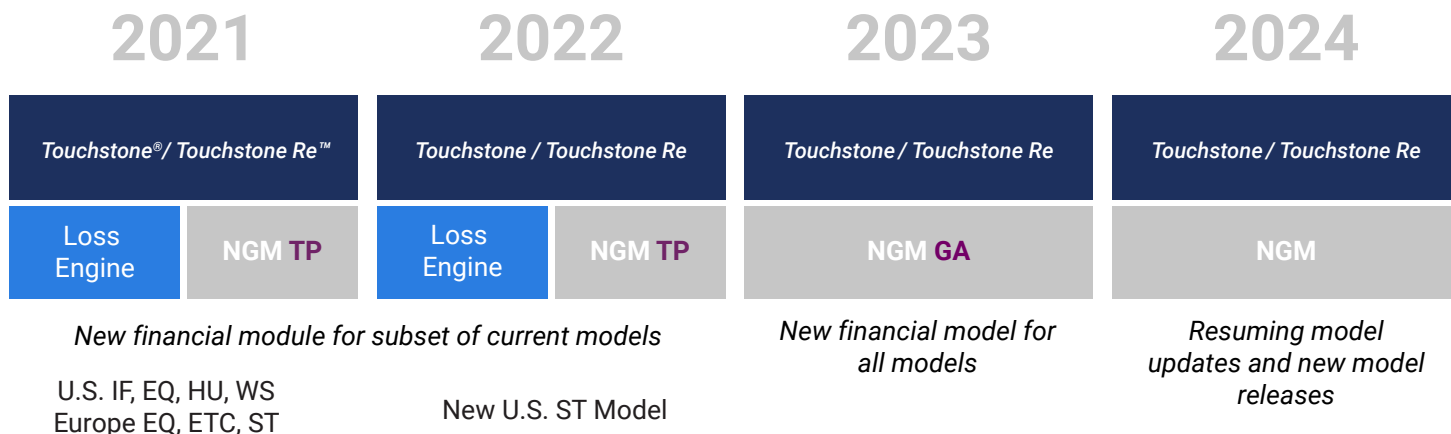 2021
2022
2023
2024
Touchstone®/ Touchstone Re™
Touchstone / Touchstone Re
Touchstone / Touchstone Re
Touchstone / Touchstone Re
Loss
Engine
NGM TP
Loss
Engine
NGM TP
NGM GA
NGM
New financial module for subset of current models
New financial model for
all models
Resuming model
updates and new model
releases
U.S. IF, EQ, HU, WS
Europe EQ, ETC, ST
New U.S. ST Model